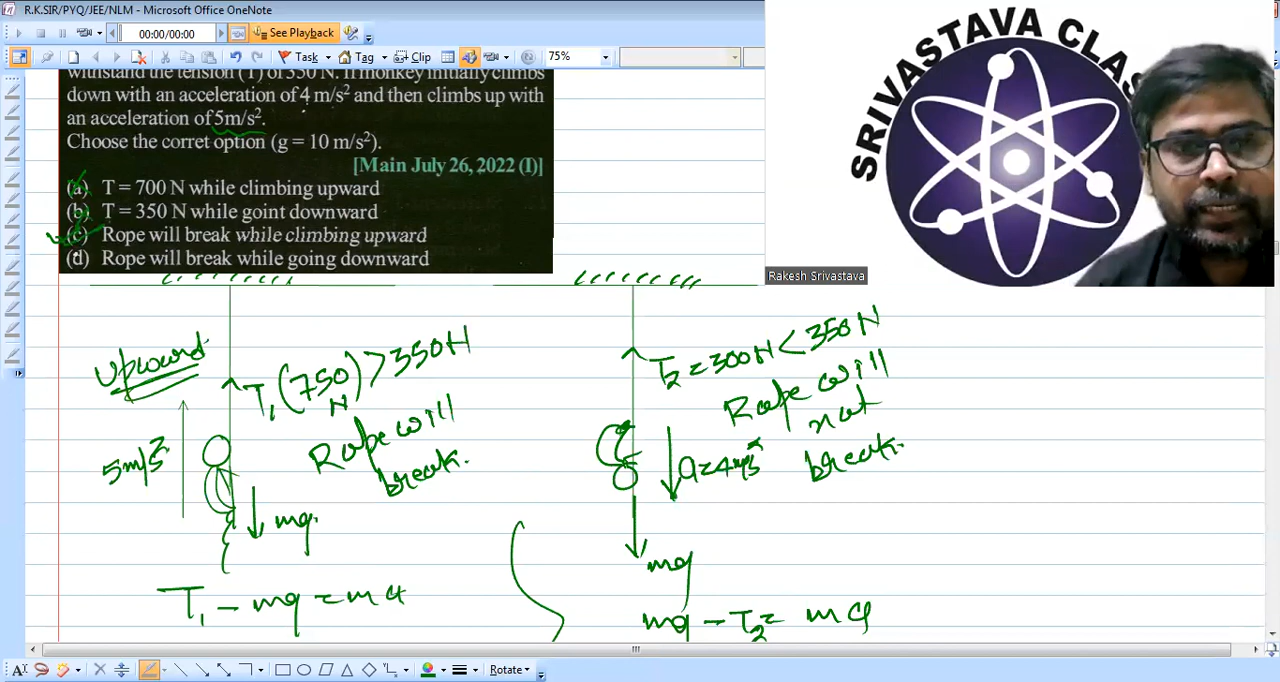 R.K.SIR/PYQ/JEE/NLM - Microsoft Office OneNote
00:00/00:00
See Playback
Task
Tag
Clip
75%
withstand the tension (T) of 350 N. If monkey initially climbs
down with an acceleration of 4 m/s² and then climbs up with
an acceleration of 5m/s².
Choose the corret option (g = 10 m/s²).
[Main July 26, 2022 (I)]
(a) T = 700 N while climbing upward
(b) T = 350 N while goint downward
(c) Rope will break while climbing upward
(d) Rope will break while going downward
SRIVASTAVA CLAS
Rakesh Srivastava
Upward
5m/s²
T₁ (750 N) > 350N
Rope will
break.
mg
T₁ - mg = ma
T₂ = 300N < 350N
Rope will
not
break.
a=4m/s²
mg
mg - T₂ = ma
Rotate